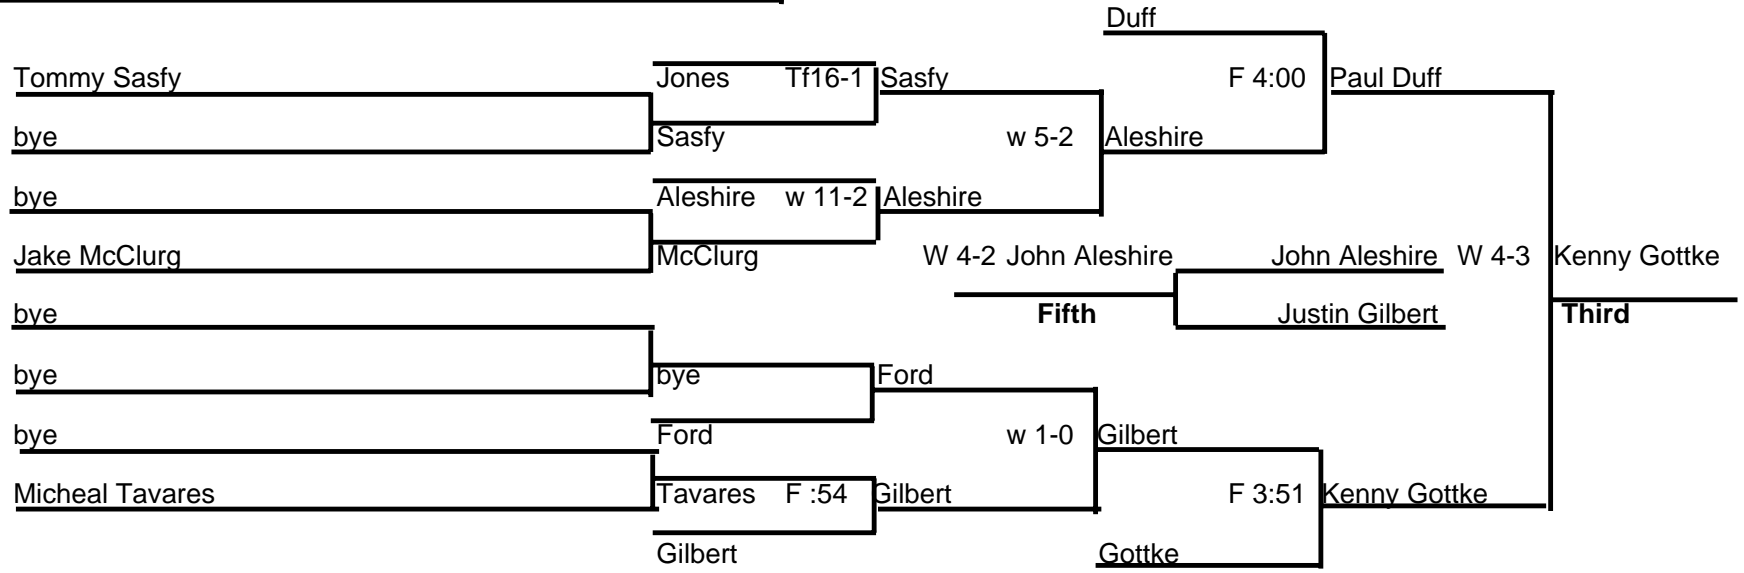 Duff
Tommy Sasfy Jones Tf16-1 Sasfy F 4:00 Paul Duff
bye Sasfy w 5-2 Aleshire
bye Aleshire w 11-2 Aleshire
Jake McClurg McClurg W 4-2 John Aleshire John Aleshire W 4-3 Kenny Gottke
bye Fifth Justin Gilbert Third
bye bye Ford
bye Ford w 1-0 Gilbert
Micheal Tavares Tavares F :54 Gilbert F 3:51 Kenny Gottke
Gilbert Gottke